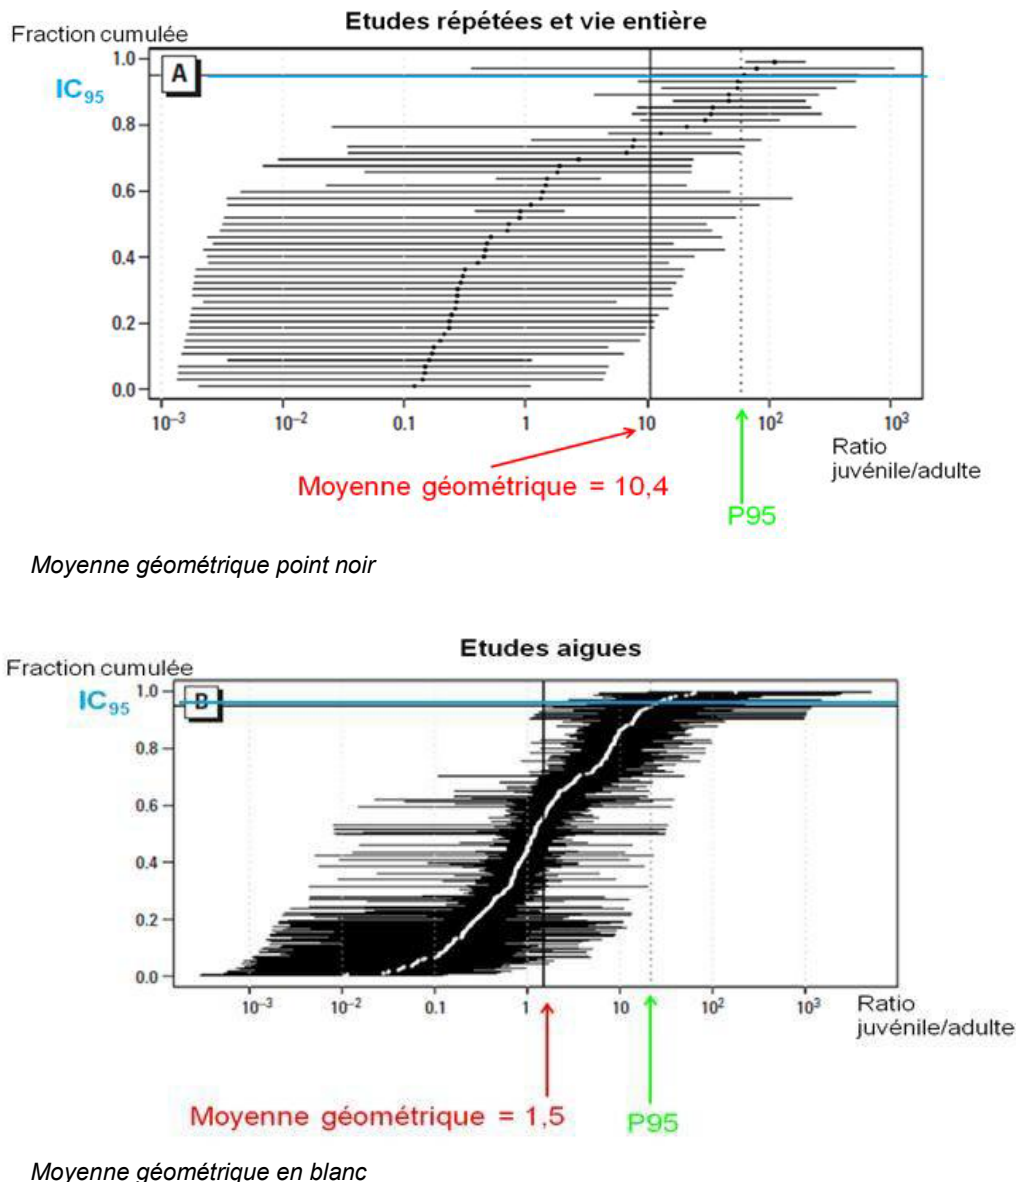 Etudes répétées et vie entière
Fraction cumulée
1.0
A
IC95
0.8
0.6
0.4
0.2
0.0
10⁻³ 10⁻² 0.1 1 10 10² 10³
Ratio
juvénile/adulte
Moyenne géométrique = 10,4
P95
Moyenne géométrique point noir
Etudes aigues
Fraction cumulée
1.0
IC95
B
0.8
0.6
0.4
0.2
0.0
10⁻³ 10⁻² 0.1 1 10 10² 10³
Ratio
juvénile/adulte
Moyenne géométrique = 1,5
P95
Moyenne géométrique en blanc